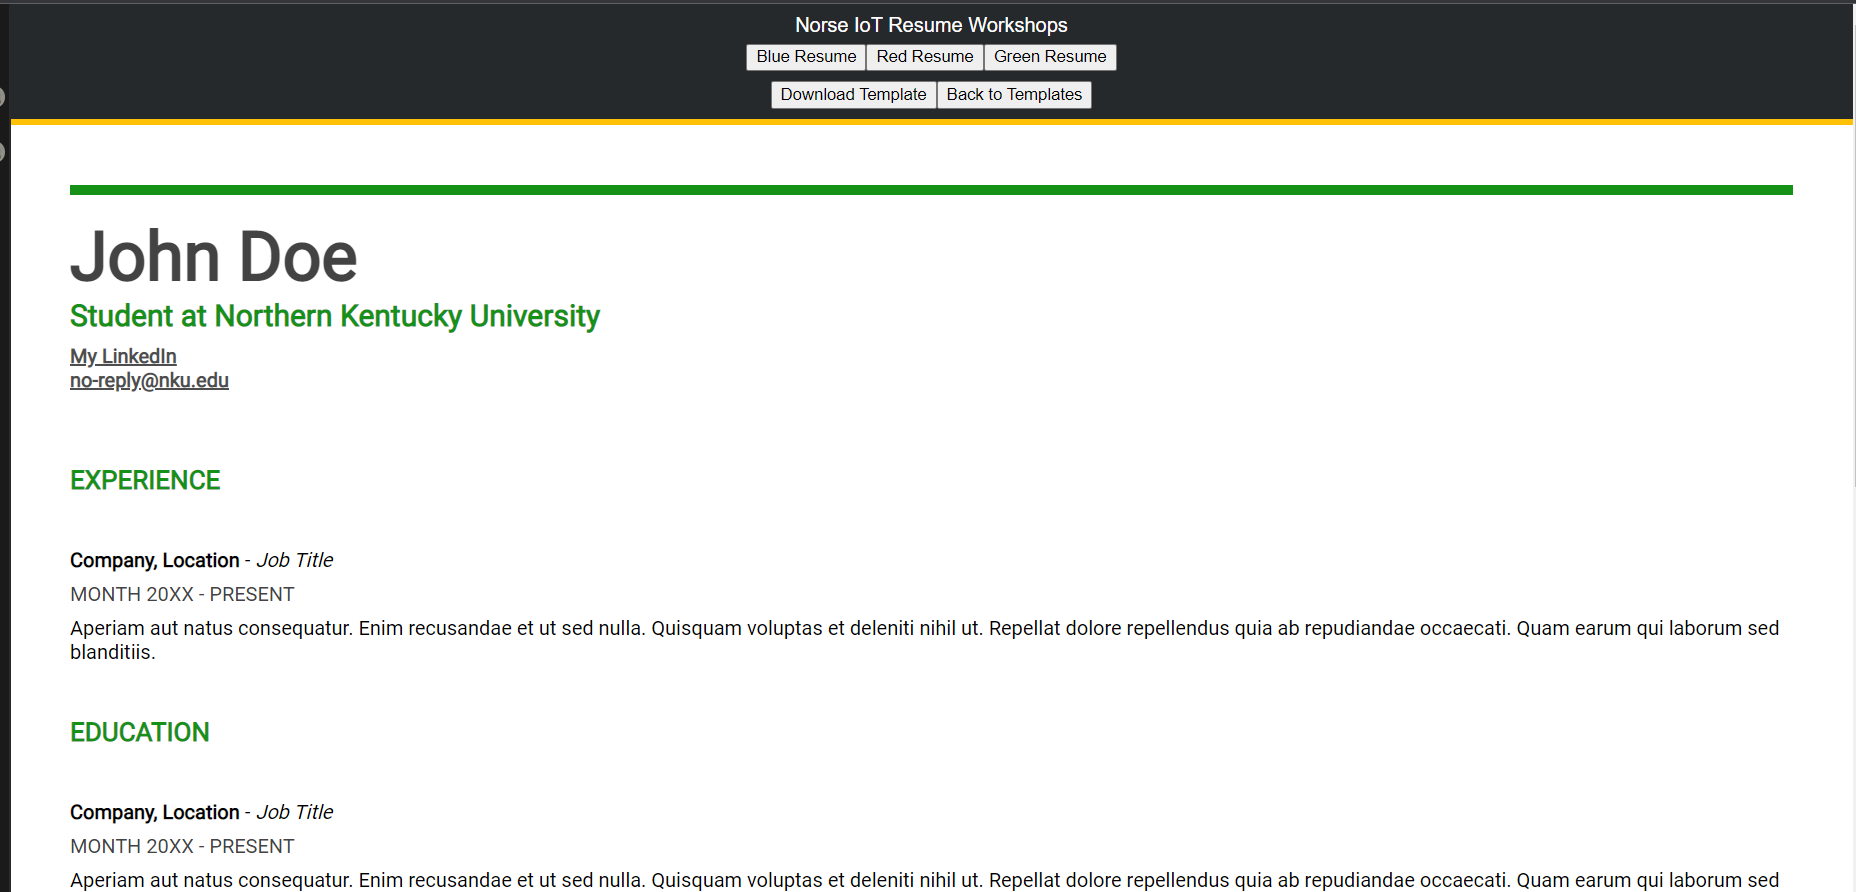 Norse IoT Resume Workshops
Blue Resume Red Resume Green Resume
Download Template Back to Templates
John Doe
Student at Northern Kentucky University
My LinkedIn
no-reply@nku.edu
EXPERIENCE
Company, Location - Job Title
MONTH 20XX - PRESENT
Aperiam aut natus consequatur. Enim recusandae et ut sed nulla. Quisquam voluptas et deleniti nihil ut. Repellat dolore repellendus quia ab repudiandae occaecati. Quam earum qui laborum sed
blanditiis.
EDUCATION
Company, Location - Job Title
MONTH 20XX - PRESENT
Aperiam aut natus consequatur. Enim recusandae et ut sed nulla. Quisquam voluptas et deleniti nihil ut. Repellat dolore repellendus quia ab repudiandae occaecati. Quam earum qui laborum sed